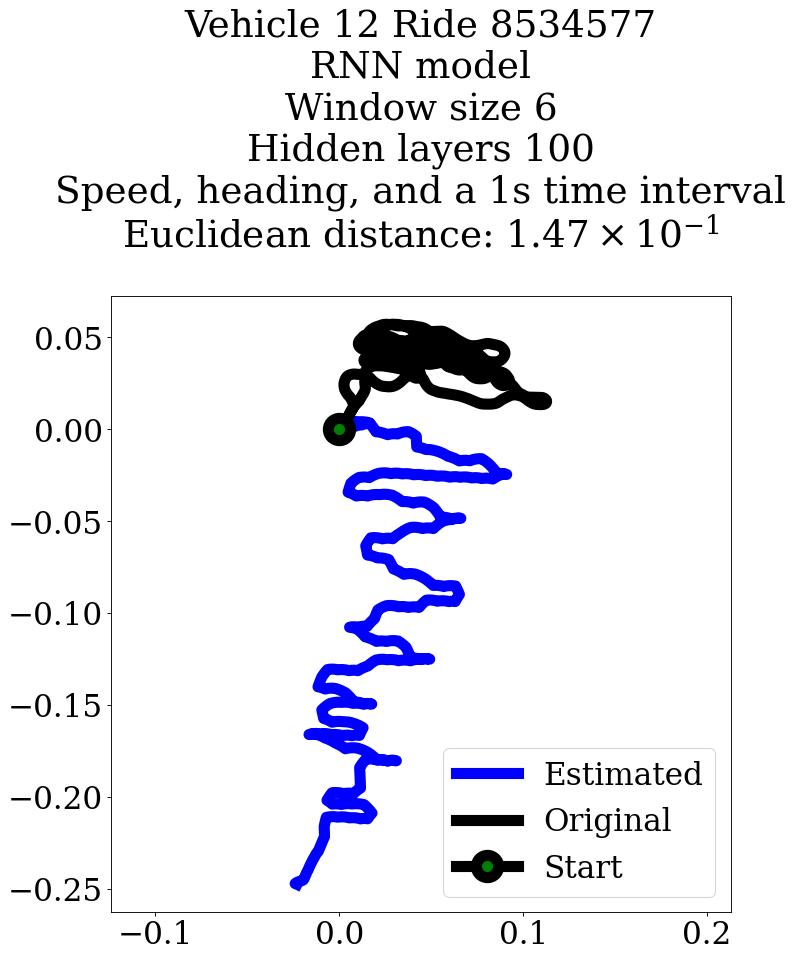 Vehicle 12 Ride 8534577
RNN model
Window size 6
Hidden layers 100
Speed, heading, and a 1s time interval
Euclidean distance: 1.47 × 10⁻¹
0.05
0.00
−0.05
−0.10
−0.15
−0.20
−0.25
Estimated
Original
Start
−0.1
0.0
0.1
0.2